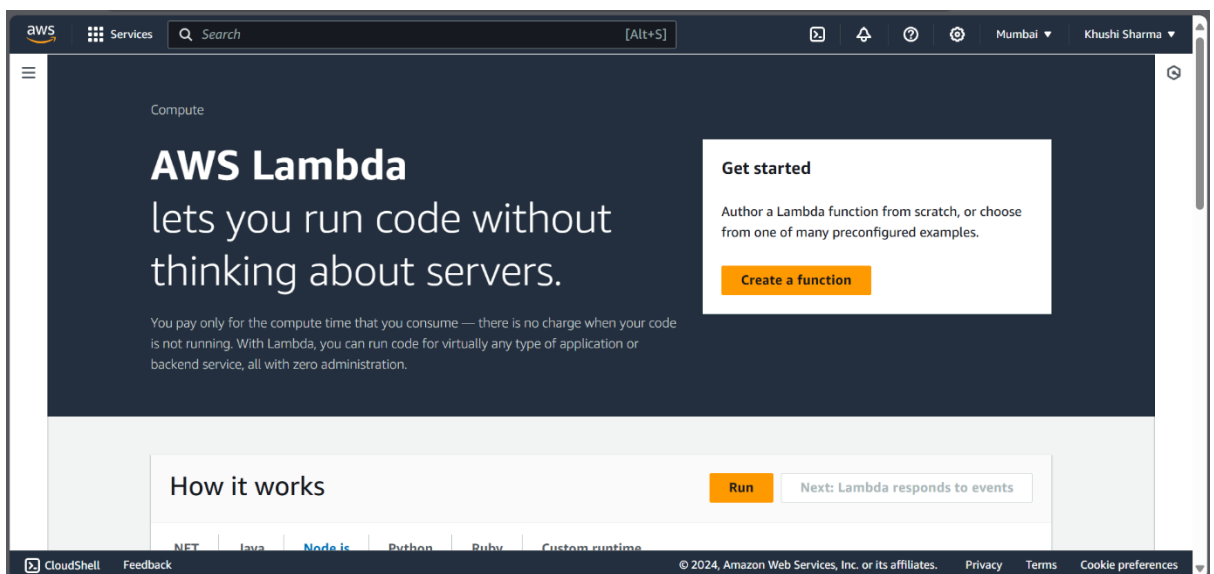 aws
Services
Search
[Alt+S]
Mumbai ▼
Khushi Sharma ▼
Compute
AWS Lambda
lets you run code without
thinking about servers.
You pay only for the compute time that you consume — there is no charge when your code
is not running. With Lambda, you can run code for virtually any type of application or
backend service, all with zero administration.
Get started
Author a Lambda function from scratch, or choose
from one of many preconfigured examples.
Create a function
How it works
Run
Next: Lambda responds to events
.NET
Java
Node.js
Python
Ruby
Custom runtime
CloudShell
Feedback
© 2024, Amazon Web Services, Inc. or its affiliates.
Privacy
Terms
Cookie preferences